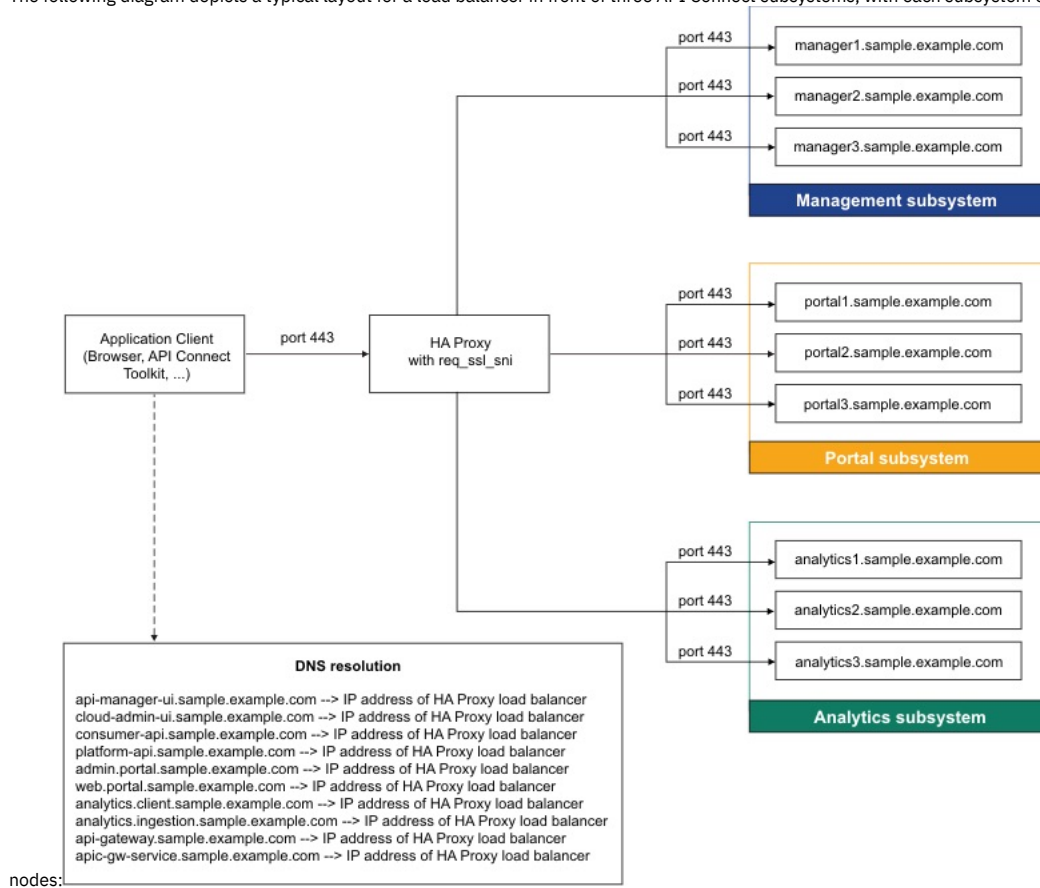 The following diagram depicts a typical layout for a load balancer in front of three API Connect subsystems, with each subsystem
port 443
manager1.sample.example.com
port 443
manager2.sample.example.com
port 443
manager3.sample.example.com
Management subsystem
port 443
portal1.sample.example.com
Application Client
(Browser, API Connect
Toolkit, ...)
port 443
HA Proxy
with req_ssl_sni
port 443
portal2.sample.example.com
port 443
portal3.sample.example.com
Portal subsystem
port 443
analytics1.sample.example.com
port 443
analytics2.sample.example.com
port 443
analytics3.sample.example.com
Analytics subsystem
DNS resolution
api-manager-ui.sample.example.com --> IP address of HA Proxy load balancer
cloud-admin-ui.sample.example.com --> IP address of HA Proxy load balancer
consumer-api.sample.example.com --> IP address of HA Proxy load balancer
platform-api.sample.example.com --> IP address of HA Proxy load balancer
admin.portal.sample.example.com --> IP address of HA Proxy load balancer
web.portal.sample.example.com --> IP address of HA Proxy load balancer
analytics.client.sample.example.com --> IP address of HA Proxy load balancer
analytics.ingestion.sample.example.com --> IP address of HA Proxy load balancer
api-gateway.sample.example.com --> IP address of HA Proxy load balancer
apic-gw-service.sample.example.com --> IP address of HA Proxy load balancer
nodes: